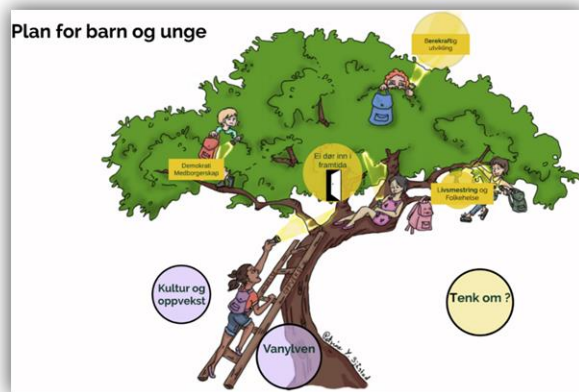 Plan for barn og unge
Bærekraftig
utvikling
Demokrati
Medborgerskap
Ei dør inn i
framtida
Livsmestring og
Folkehelse
Kultur og
oppvekst
Tenk om ?
Vanylven